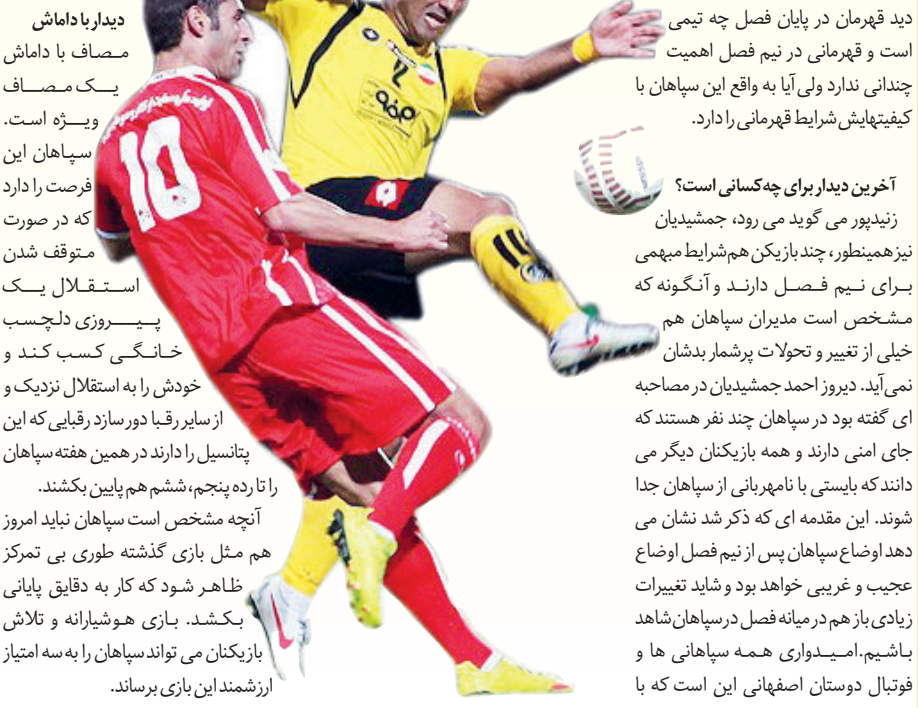 دید قهرمان در پایان فصل چه تیمی
است و قهرمانی در نیم فصل اهمیت
چندانی ندارد ولی آیا به واقع این سپاهان با
کیفیتهایش شرایط قهرمانی را دارد.
آخرین دیدار برای چه کسانی است؟
زنیدپور می گوید می رود، جمشیدیان
نیز همینطور، چند بازیکن هم شرایط مبهمی
برای نیم فصل دارند و آنگونه که
مشخص است مدیران سپاهان هم
خیلی از تغییر و تحولات پرشمار بدشان
نمی آید. دیروز احمد جمشیدیان در مصاحبه
ای گفته بود در سپاهان چند نفر هستند که
جای امنی دارند و همه بازیکنان دیگر می
دانند که بایستی با نامهربانی از سپاهان جدا
شوند. این مقدمه ای که ذکر شد نشان می
دهد اوضاع سپاهان پس از نیم فصل اوضاع
عجیب و غریبی خواهد بود و شاید تغییرات
زیادی باز هم در میانه فصل در سپاهان شاهد
باشیم. امیدواری همه سپاهانی ها و
فوتبال دوستان اصفهانی این است که با
دیدار با داماش
مصاف با داماش
یک مصاف
ویژه است.
سپاهان این
فرصت را دارد
که در صورت
متوقف شدن
استقلال یک
پیروزی دلچسب
خانگی کسب کند و
خودش را به استقلال نزدیک و
از سایر رقبا دور سازد رقبایی که این
پتانسیل را دارند در همین هفته سپاهان
را تا رده پنجم، ششم هم پایین بکشند.
آنچه مشخص است سپاهان نباید امروز
هم مثل بازی گذشته طوری بی تمرکز
ظاهر شود که کار به دقایق پایانی
بکشد. بازی هوشیارانه و تلاش
بازیکنان می تواند سپاهان را به سه امتیاز
ارزشمند این بازی برساند.
10